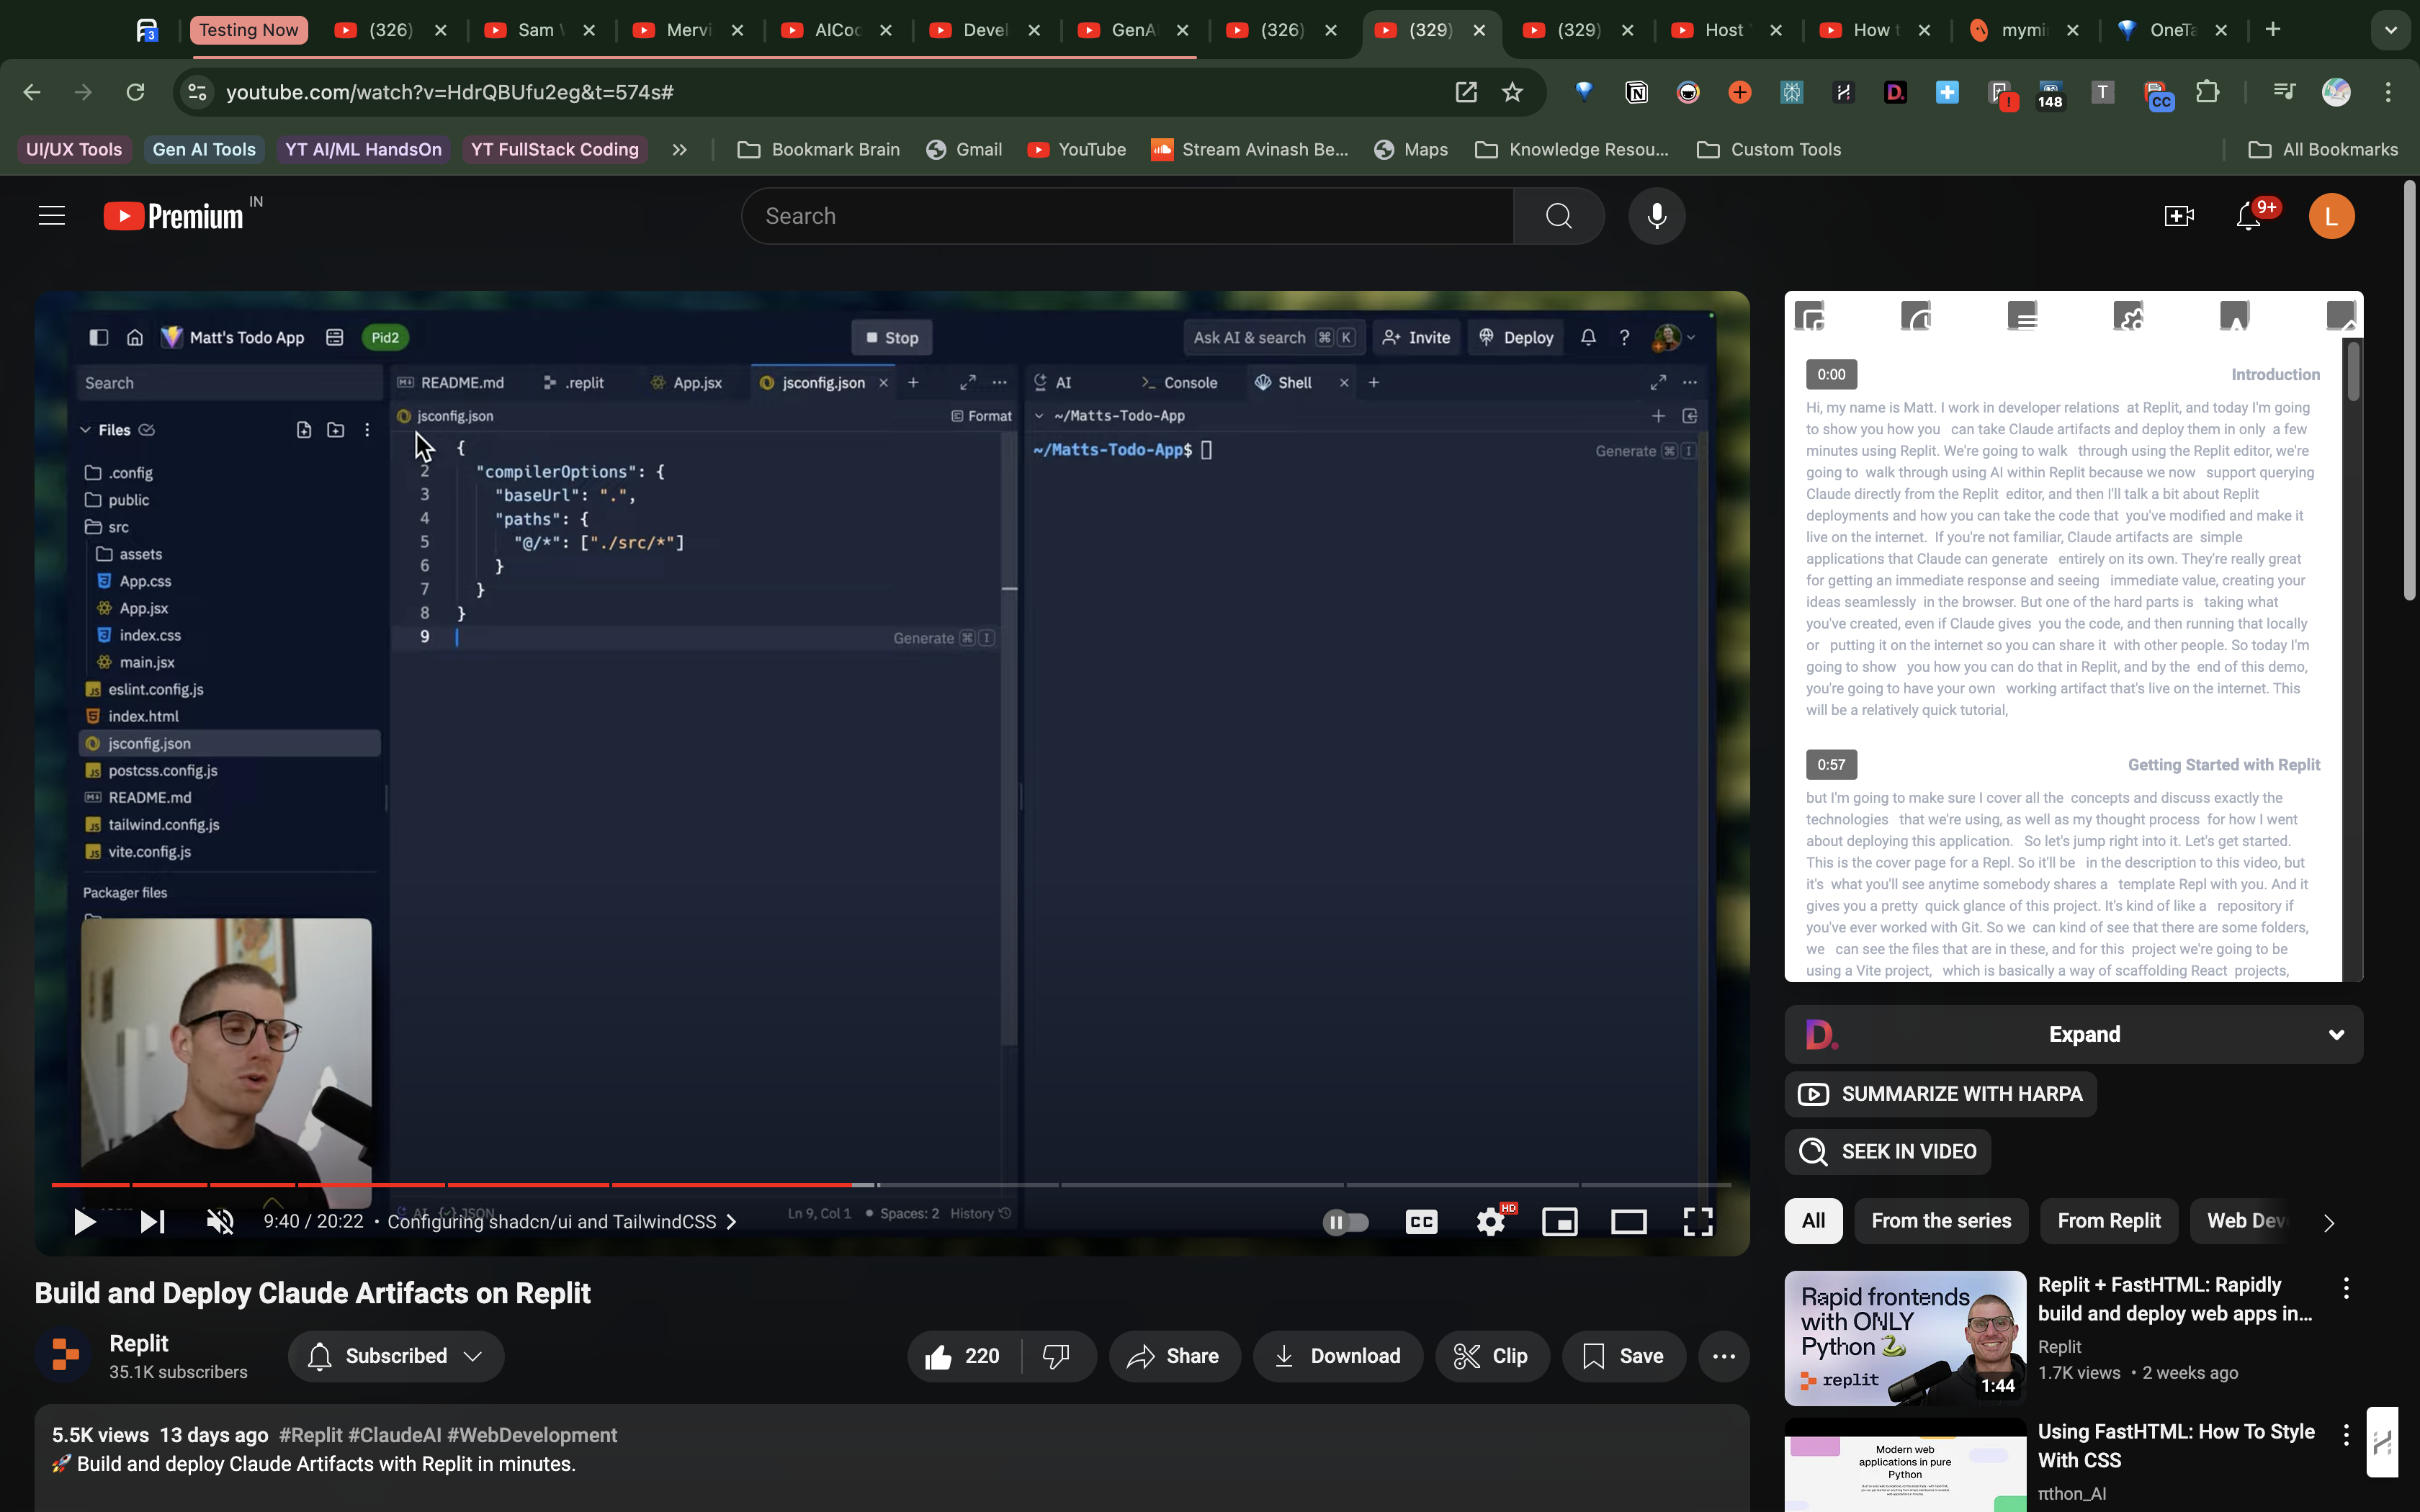 Testing Now
(326)
Sam
Mervi
AICoc
Devel
GenA
(326)
(329)
(329)
Host
How t
mymi
OneTa
youtube.com/watch?v=HdrQBUfu2eg&t=574s#
148
CC
UI/UX Tools
Gen AI Tools
YT AI/ML HandsOn
YT FullStack Coding
Bookmark Brain
Gmail
YouTube
Stream Avinash Be...
Maps
Knowledge Resou...
Custom Tools
All Bookmarks
Premium IN
Search
9+
L
Matt's Todo App
Pid2
Stop
Ask AI & search ⌘ K
Invite
Deploy
Search
README.md
.replit
App.jsx
jsconfig.json
AI
Console
Shell
jsconfig.json
Format
~/Matts-Todo-App
Files
.config
public
src
assets
App.css
App.jsx
index.css
main.jsx
eslint.config.js
index.html
jsconfig.json
postcss.config.js
README.md
tailwind.config.js
vite.config.js
Packager files
{
2 "compilerOptions": {
3 "baseUrl": ".",
4 "paths": {
5 "@/*": ["./src/*"]
6 }
7 }
8 }
9
Generate ⌘ I
~/Matts-Todo-App$
Generate ⌘ I
AI {} JSON
Ln 9, Col 1
Spaces: 2
History
9:40 / 20:22 • Configuring shadcn/ui and TailwindCSS
CC
HD
0:00
Introduction
Hi, my name is Matt. I work in developer relations at Replit, and today I'm going
to show you how you can take Claude artifacts and deploy them in only a few
minutes using Replit. We're going to walk through using the Replit editor, we're
going to walk through using AI within Replit because we now support querying
Claude directly from the Replit editor, and then I'll talk a bit about Replit
deployments and how you can take the code that you've modified and make it
live on the internet. If you're not familiar, Claude artifacts are simple
applications that Claude can generate entirely on its own. They're really great
for getting an immediate response and seeing immediate value, creating your
ideas seamlessly in the browser. But one of the hard parts is taking what
you've created, even if Claude gives you the code, and then running that locally
or putting it on the internet so you can share it with other people. So today I'm
going to show you how you can do that in Replit, and by the end of this demo,
you're going to have your own working artifact that's live on the internet. This
will be a relatively quick tutorial,
0:57
Getting Started with Replit
but I'm going to make sure I cover all the concepts and discuss exactly the
technologies that we're using, as well as my thought process for how I went
about deploying this application. So let's jump right into it. Let's get started.
This is the cover page for a Repl. So it'll be in the description to this video, but
it's what you'll see anytime somebody shares a template Repl with you. And it
gives you a pretty quick glance of this project. It's kind of like a repository if
you've ever worked with Git. So we can kind of see that there are some folders,
we can see the files that are in these, and for this project we're going to be
using a Vite project, which is basically a way of scaffolding React projects,
D.
Expand
SUMMARIZE WITH HARPA
SEEK IN VIDEO
All
From the series
From Replit
Web Dev
Build and Deploy Claude Artifacts on Replit
Replit
35.1K subscribers
Subscribed
220
Share
Download
Clip
Save
5.5K views 13 days ago #Replit #ClaudeAI #WebDevelopment
🚀 Build and deploy Claude Artifacts with Replit in minutes.
Rapid frontends
with ONLY
Python
replit
1:44
Replit + FastHTML: Rapidly
build and deploy web apps in...
Replit
1.7K views • 2 weeks ago
Modern web
applications in pure
Python
Using FastHTML: How To Style
With CSS
πthon_AI